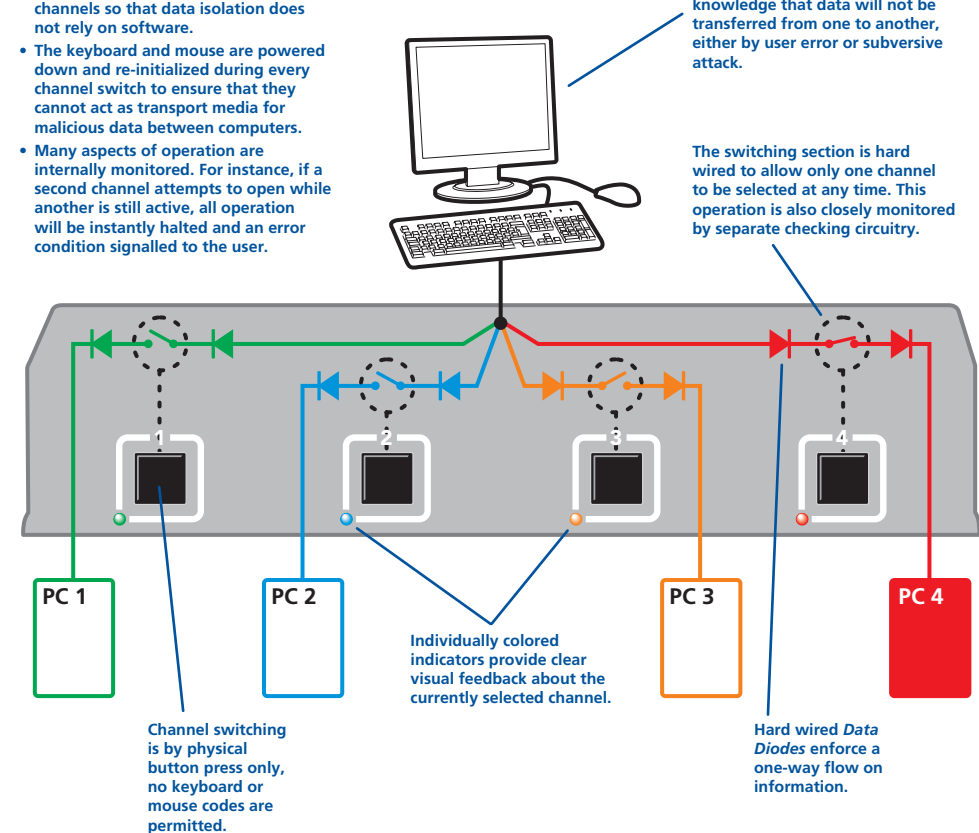 channels so that data isolation does
not rely on software.
• The keyboard and mouse are powered
down and re-initialized during every
channel switch to ensure that they
cannot act as transport media for
malicious data between computers.
• Many aspects of operation are
internally monitored. For instance, if a
second channel attempts to open while
another is still active, all operation
will be instantly halted and an error
condition signalled to the user.
knowledge that data will not be
transferred from one to another,
either by user error or subversive
attack.
The switching section is hard
wired to allow only one channel
to be selected at any time. This
operation is also closely monitored
by separate checking circuitry.
1
2
3
4
PC 1
PC 2
PC 3
PC 4
Individually colored
indicators provide clear
visual feedback about the
currently selected channel.
Channel switching
is by physical
button press only,
no keyboard or
mouse codes are
permitted.
Hard wired Data
Diodes enforce a
one-way flow on
information.